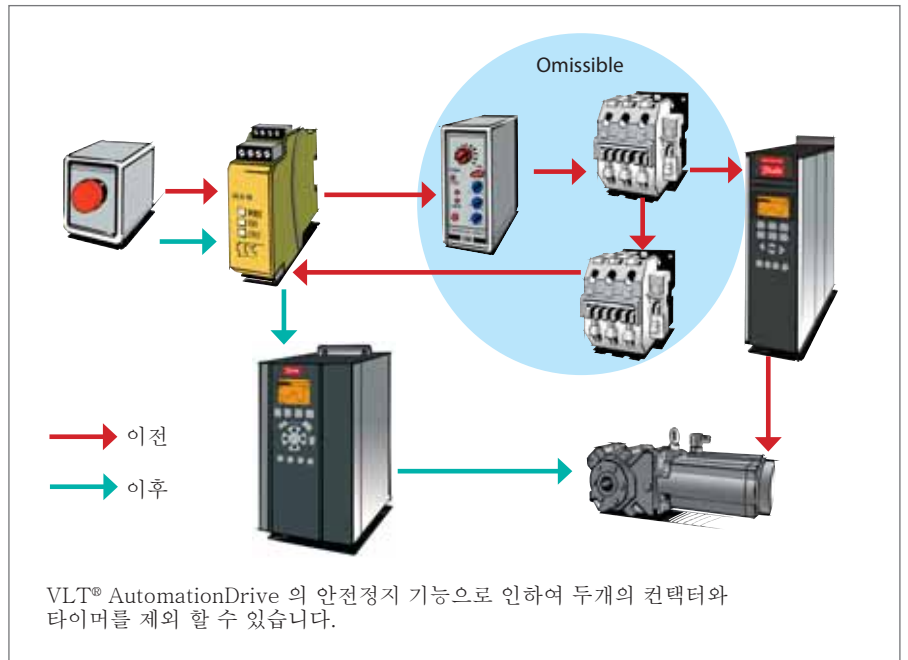 Omissible
이전
이후
VLT® AutomationDrive 의 안전정지 기능으로 인하여 두개의 컨택터와
타이머를 제외 할 수 있습니다.